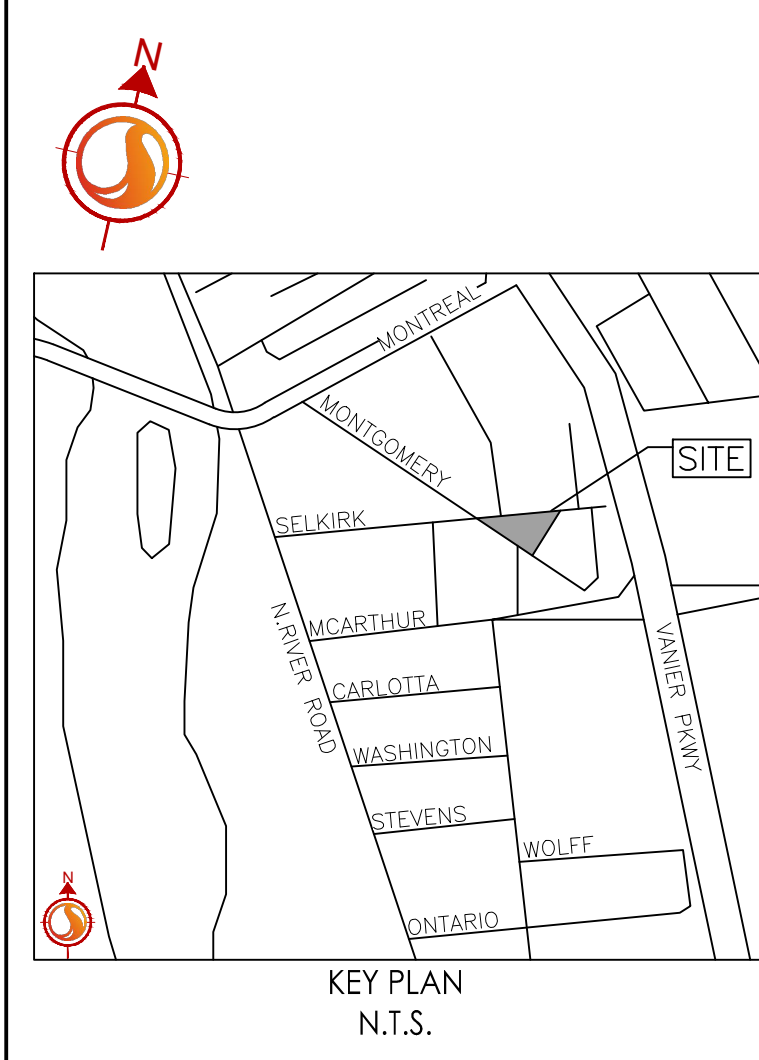 N
MONTREAL
MONTGOMERY
SITE
SELKIRK
N.RIVER ROAD
MCARTHUR
VANIER PKWY
CARLOTTA
WASHINGTON
STEVENS
WOLFF
N
ONTARIO
KEY PLAN
N.T.S.